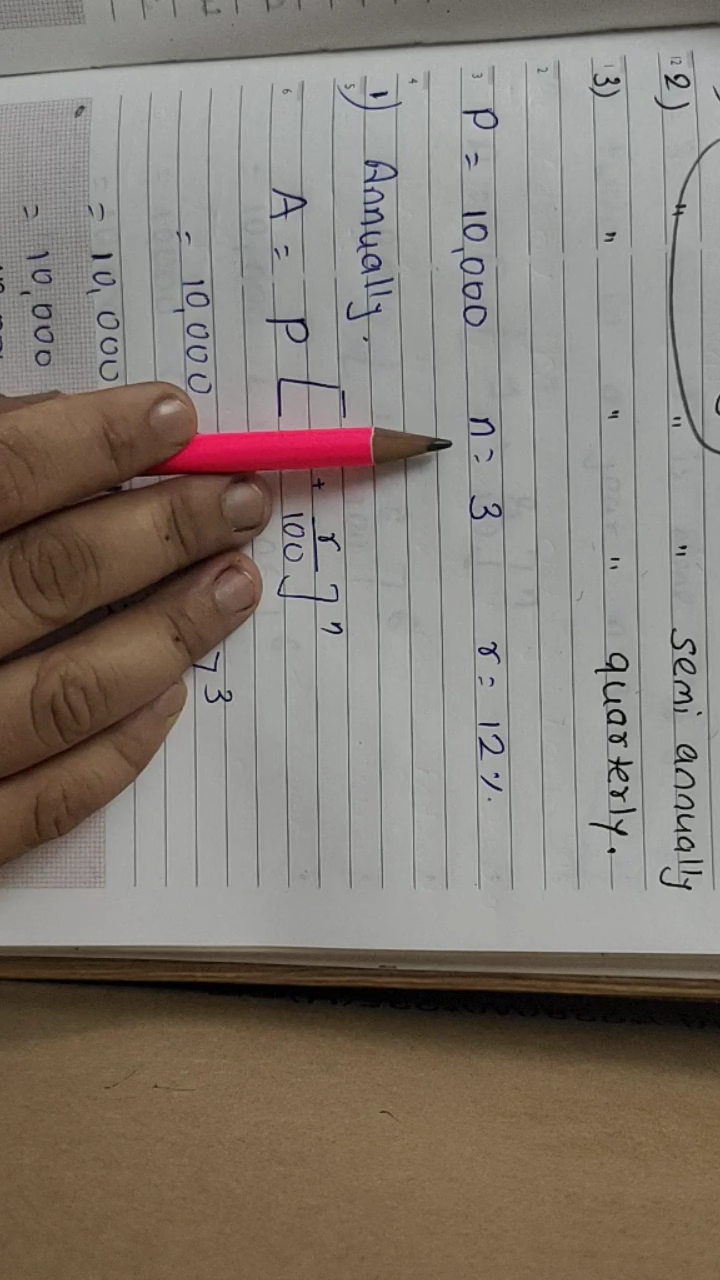 2) " " " semi annually
3) " " " quarterly.
P = 10,000 n = 3 r = 12%.
1) Annually.
A = P [ + r/100 ]^n
= 10,000 ]^3
= 10,000
= 10,000